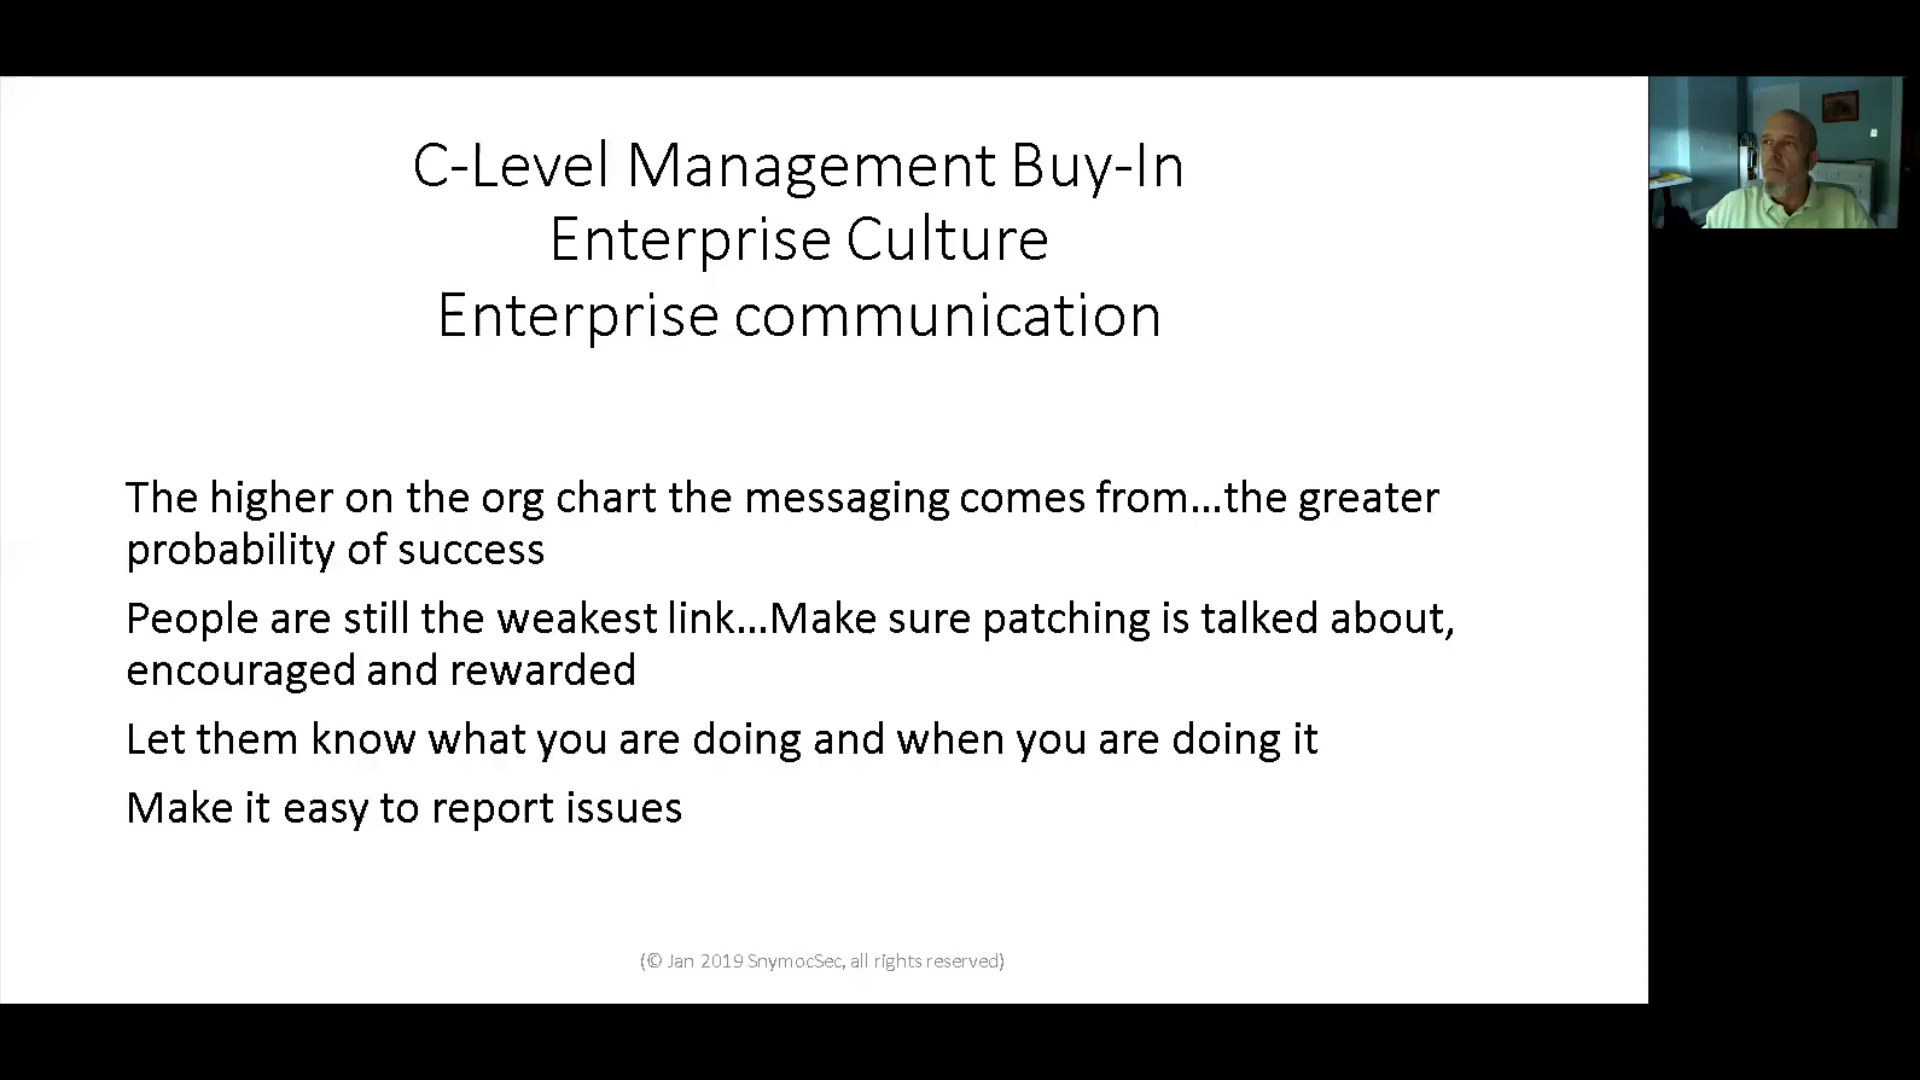 C-Level Management Buy-In
Enterprise Culture
Enterprise communication
The higher on the org chart the messaging comes from...the greater
probability of success
People are still the weakest link...Make sure patching is talked about,
encouraged and rewarded
Let them know what you are doing and when you are doing it
Make it easy to report issues
(© Jan 2019 SnymocSec, all rights reserved)